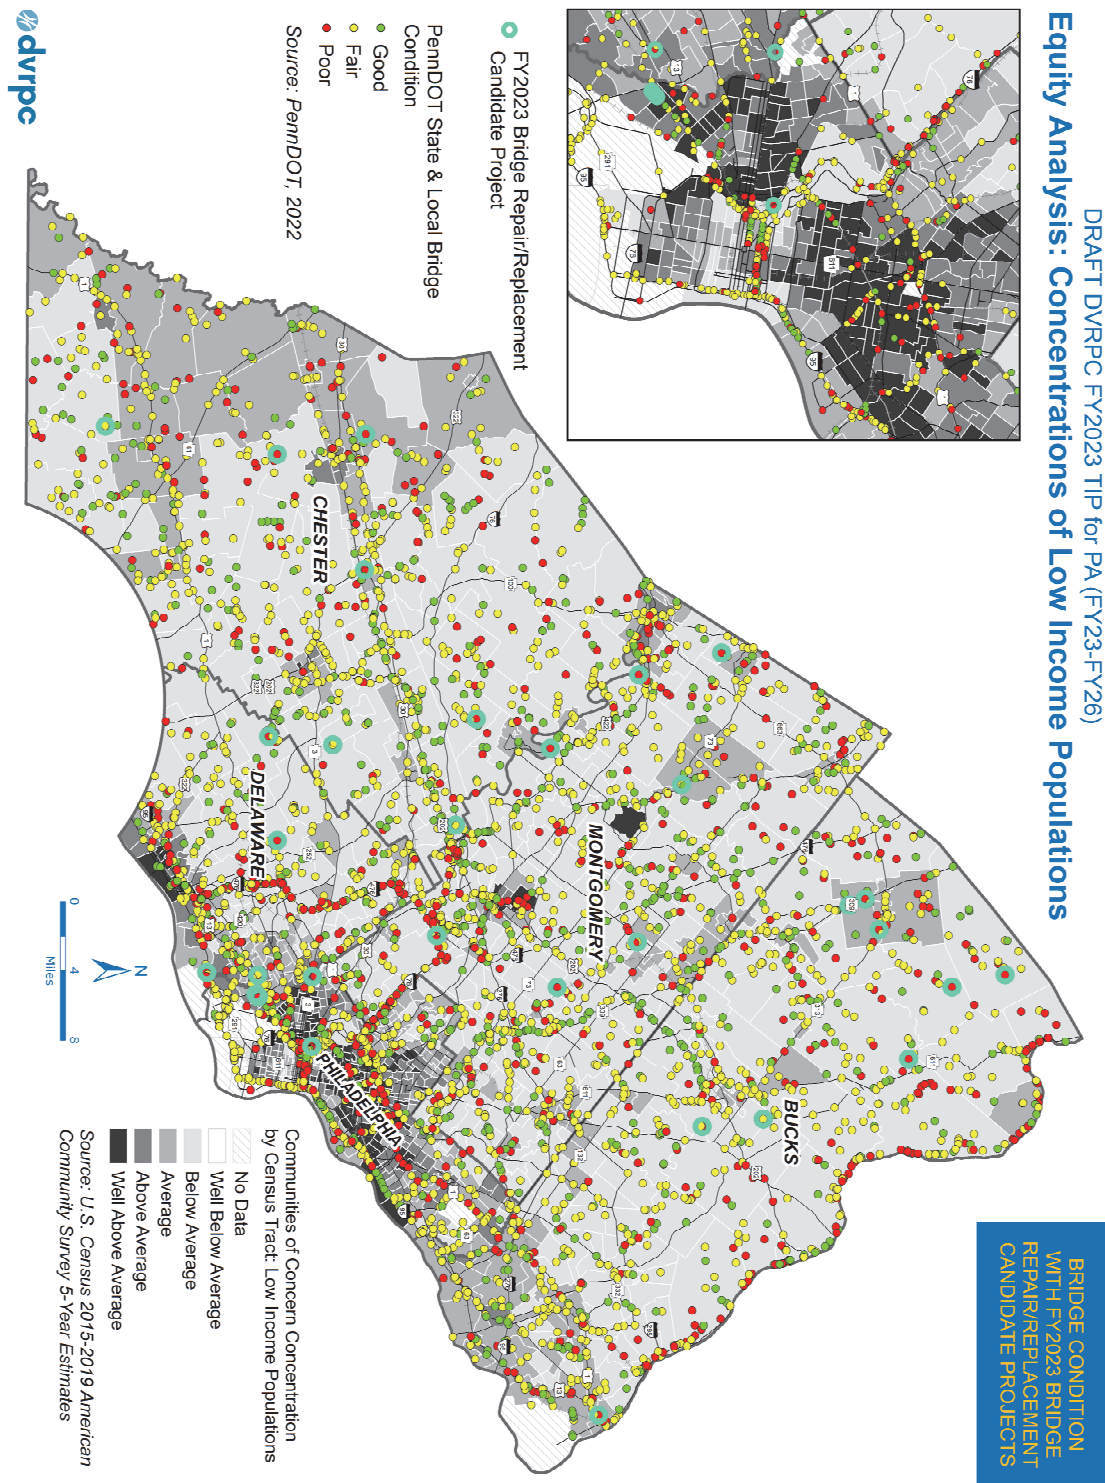 DRAFT DVRPC FY2023 TIP for PA (FY23-FY26)
Equity Analysis: Concentrations of Low Income Populations
BRIDGE CONDITION
WITH FY2023 BRIDGE
REPAIR/REPLACEMENT
CANDIDATE PROJECTS
FY2023 Bridge Repair/Replacement
Candidate Project
PennDOT State & Local Bridge
Condition
Good
Fair
Poor
Source: PennDOT, 2022
CHESTER
DELAWARE
MONTGOMERY
PHILADELPHIA
BUCKS
0 4 8
Miles
N
Communities of Concern Concentration
by Census Tract: Low Income Populations
No Data
Well Below Average
Below Average
Average
Above Average
Well Above Average
Source: U.S. Census 2015-2019 American
Community Survey 5-Year Estimates
dvrpc